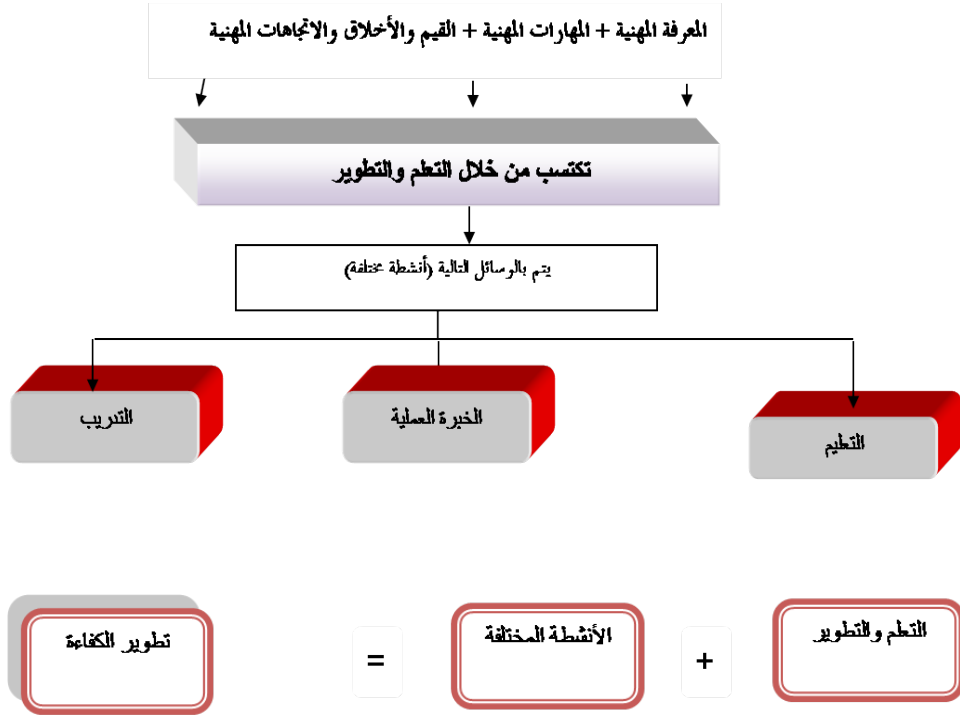 المعرفة المهنية + المهارات المهنية + القيم والأخلاق والاتجاهات المهنية
تكتسب من خلال التعلم والتطوير
يتم بالوسائل التالية (أنشطة مختلفة)
التعليم
الخبرة العملية
التدريب
التعلم والتطوير
+
الأنشطة المختلفة
=
تطوير الكفاءة